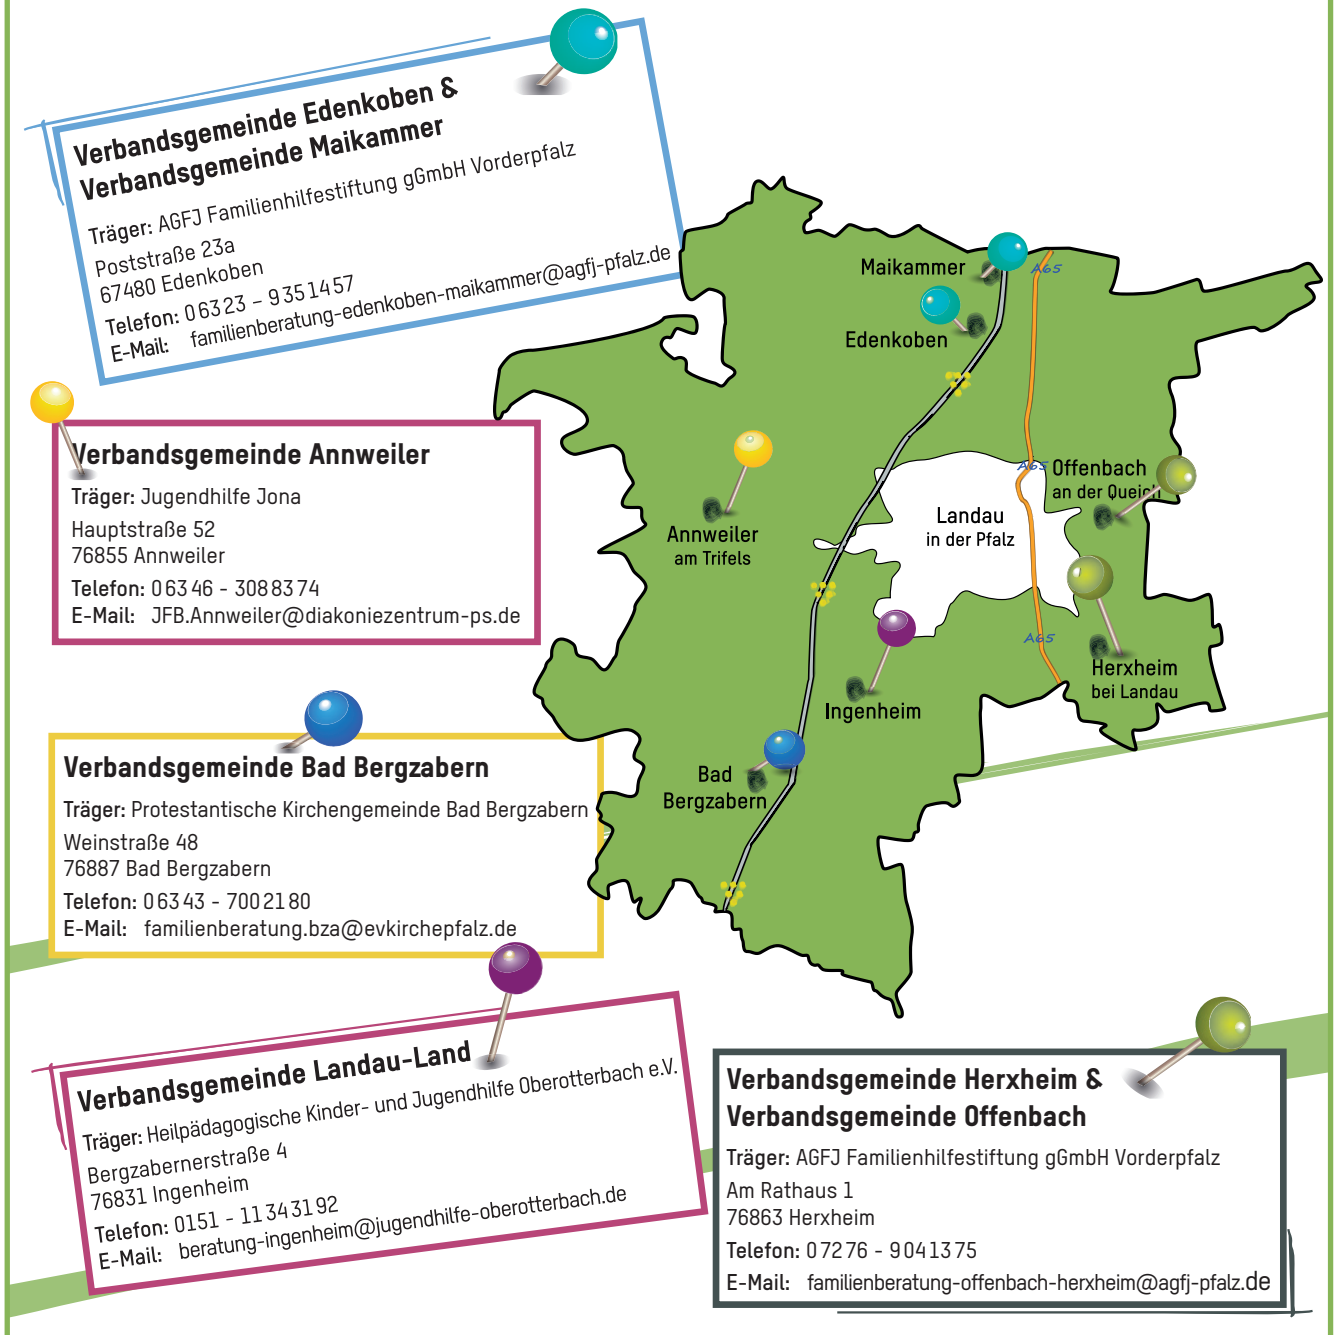 Verbandsgemeinde Edenkoben &
Verbandsgemeinde Maikammer
Träger: AGFJ Familienhilfestiftung gGmbH Vorderpfalz
Poststraße 23a
67480 Edenkoben
Telefon: 06323 - 9351457
E-Mail: familienberatung-edenkoben-maikammer@agfj-pfalz.de
Verbandsgemeinde Annweiler
Träger: Jugendhilfe Jona
Hauptstraße 52
76855 Annweiler
Telefon: 06346 - 3088374
E-Mail: JFB.Annweiler@diakoniezentrum-ps.de
Verbandsgemeinde Bad Bergzabern
Träger: Protestantische Kirchengemeinde Bad Bergzabern
Weinstraße 48
76887 Bad Bergzabern
Telefon: 06343 - 7002180
E-Mail: familienberatung.bza@evkirchepfalz.de
Verbandsgemeinde Landau-Land
Träger: Heilpädagogische Kinder- und Jugendhilfe Oberotterbach e.V.
Bergzabernerstraße 4
76831 Ingenheim
Telefon: 0151 - 11343192
E-Mail: beratung-ingenheim@jugendhilfe-oberotterbach.de
Verbandsgemeinde Herxheim &
Verbandsgemeinde Offenbach
Träger: AGFJ Familienhilfestiftung gGmbH Vorderpfalz
Am Rathaus 1
76863 Herxheim
Telefon: 07276 - 9041375
E-Mail: familienberatung-offenbach-herxheim@agfj-pfalz.de
Maikammer
A65
Edenkoben
Annweiler
am Trifels
A65
Offenbach
an der Queich
Landau
in der Pfalz
A65
Herxheim
bei Landau
Ingenheim
Bad
Bergzabern